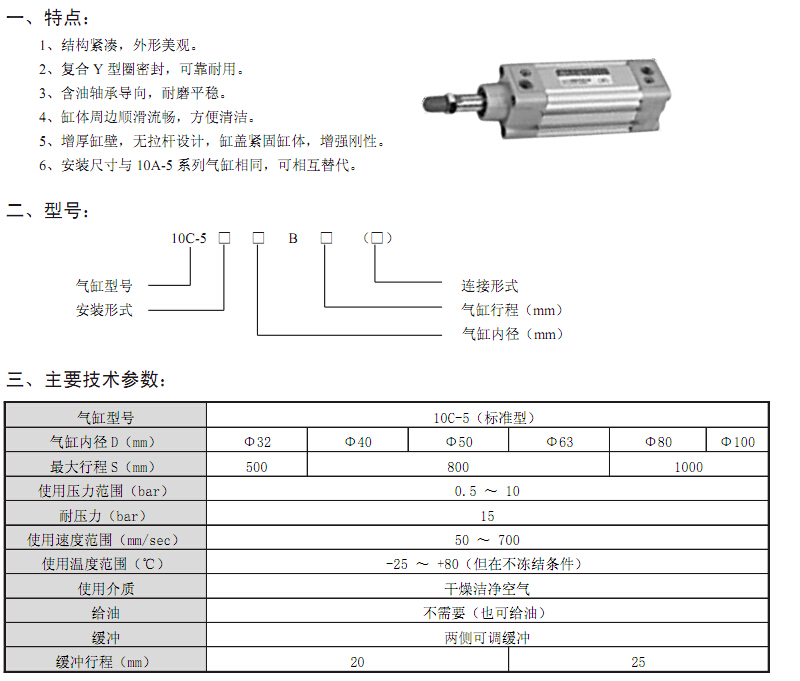 一、特点：
1、结构紧凑，外形美观。
2、复合Y型圈密封，可靠耐用。
3、含油轴承导向，耐磨平稳。
4、缸体周边顺滑流畅，方便清洁。
5、增厚缸壁，无拉杆设计，缸盖紧固缸体，增强刚性。
6、安装尺寸与10A-5系列气缸相同，可相互替代。
二、型号：
10C-5 □ □ B □ （□）
气缸型号
连接形式
安装形式
气缸行程（mm）
气缸内径（mm）
三、主要技术参数：
气缸型号 10C-5（标准型）
气缸内径D（mm） Φ32 Φ40 Φ50 Φ63 Φ80 Φ100
最大行程S（mm） 500 800 1000
使用压力范围（bar） 0.5 ～ 10
耐压力（bar） 15
使用速度范围（mm/sec） 50 ～ 700
使用温度范围（℃） -25 ～ +80（但在不冻结条件）
使用介质 干燥洁净空气
给油 不需要（也可给油）
缓冲 两侧可调缓冲
缓冲行程（mm） 20 25